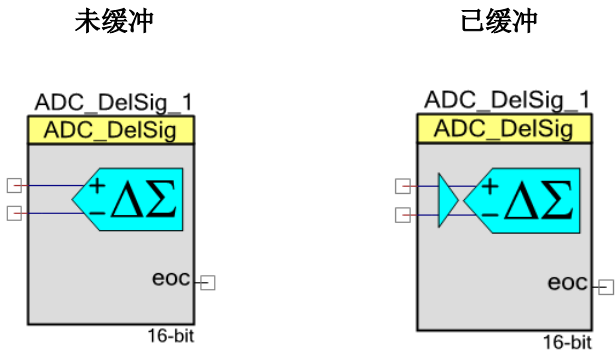 未缓冲
已缓冲
ADC_DelSig_1
ADC_DelSig
+
− ΔΣ
eoc
16-bit
ADC_DelSig_1
ADC_DelSig
+
− ΔΣ
eoc
16-bit